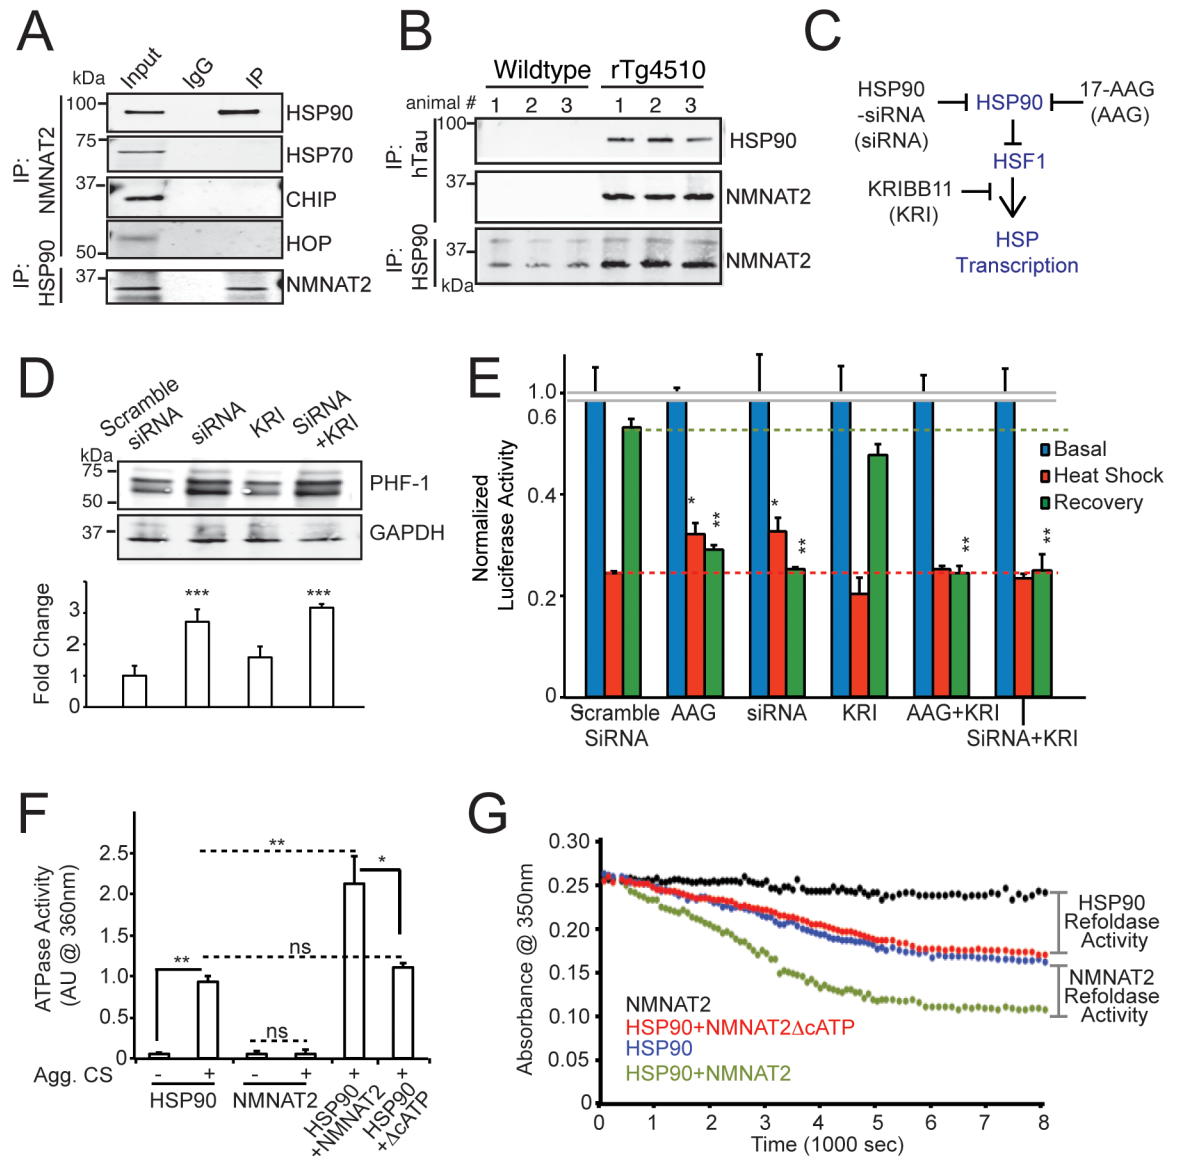 A
Input
IgG
IP
kDa
100
HSP90
75
HSP70
37
CHIP
HOP
50
37
NMNAT2
IP:
NMNAT2
IP:
HSP90
B
Wildtype
rTg4510
animal #
1
2
3
1
2
3
100
HSP90
37
NMNAT2
37
NMNAT2
kDa
IP:
hTau
IP:
HSP90
C
HSP90
-siRNA
(siRNA)
HSP90
17-AAG
(AAG)
HSF1
KRIBB11
(KRI)
HSP
Transcription
D
Scramble
siRNA
siRNA
KRI
SiRNA
+KRI
kDa
75
50
PHF-1
37
GAPDH
Fold Change
3
2
1
0
***
***
E
Normalized
Luciferase Activity
1.0
0.6
0.4
0.2
0
Basal
Heat Shock
Recovery
*
**
*
**
**
**
Scramble
SiRNA
AAG
siRNA
KRI
AAG+KRI
SiRNA+KRI
F
ATPase Activity
(AU @ 360nm)
2.5
2.0
1.5
1.0
0
**
*
ns
**
ns
Agg. CS
-
+
-
+
+
+
HSP90
NMNAT2
HSP90
+NMNAT2
HSP90
+ΔcATP
G
Absorbance @ 350nm
0.30
0.25
0.20
0.15
0.10
0.05
0
HSP90
Refoldase
Activity
NMNAT2
Refoldase
Activity
NMNAT2
HSP90+NMNAT2ΔcATP
HSP90
HSP90+NMNAT2
0
1
2
3
4
5
6
7
8
Time (1000 sec)